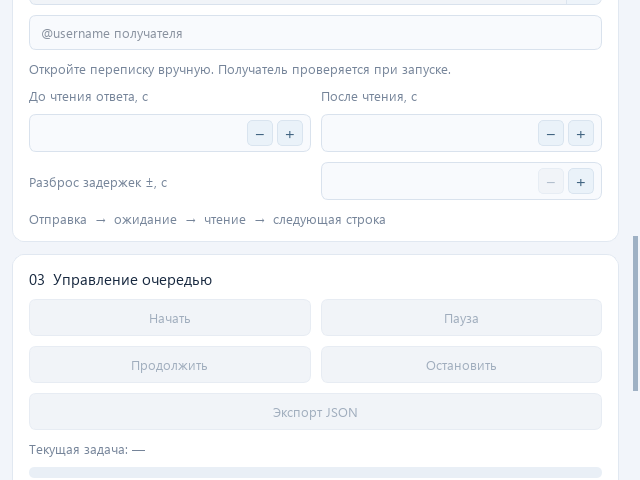 @username получателя
Откройте переписку вручную. Получатель проверяется при запуске.
До чтения ответа, с
После чтения, с
− +
− +
Разброс задержек ±, с
− +
Отправка → ожидание → чтение → следующая строка
03 Управление очередью
Начать
Пауза
Продолжить
Остановить
Экспорт JSON
Текущая задача: —